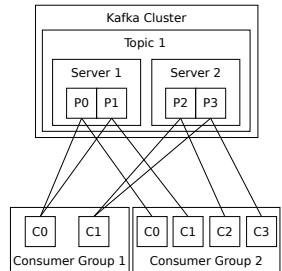 Kafka Cluster
Topic 1
Server 1 Server 2
P0 P1 P2 P3
C0 C1 C0 C1 C2 C3
Consumer Group 1 Consumer Group 2